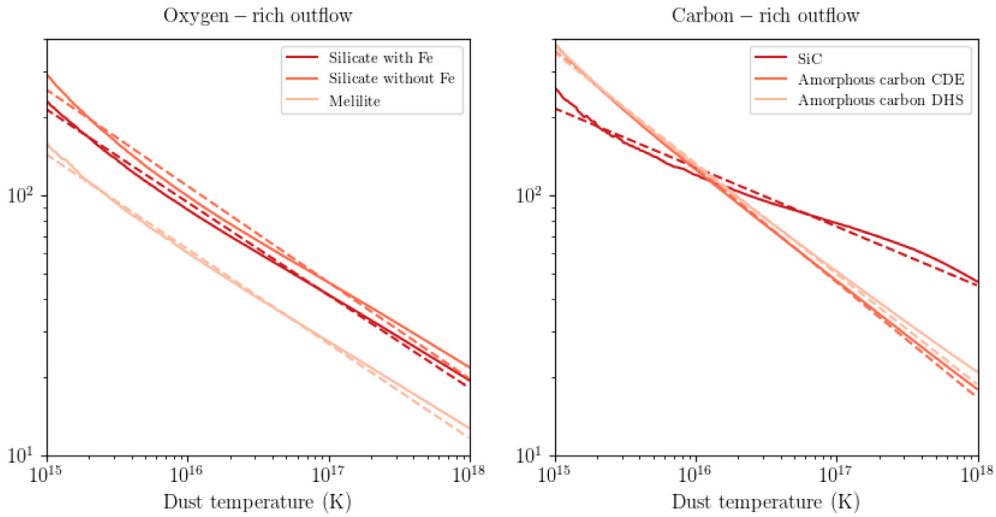 Oxygen – rich outflow
Silicate with Fe
Silicate without Fe
Melilite
10^2
10^1
10^15
10^16
10^17
10^18
Dust temperature (K)
Carbon – rich outflow
SiC
Amorphous carbon CDE
Amorphous carbon DHS
10^2
10^1
10^15
10^16
10^17
10^18
Dust temperature (K)